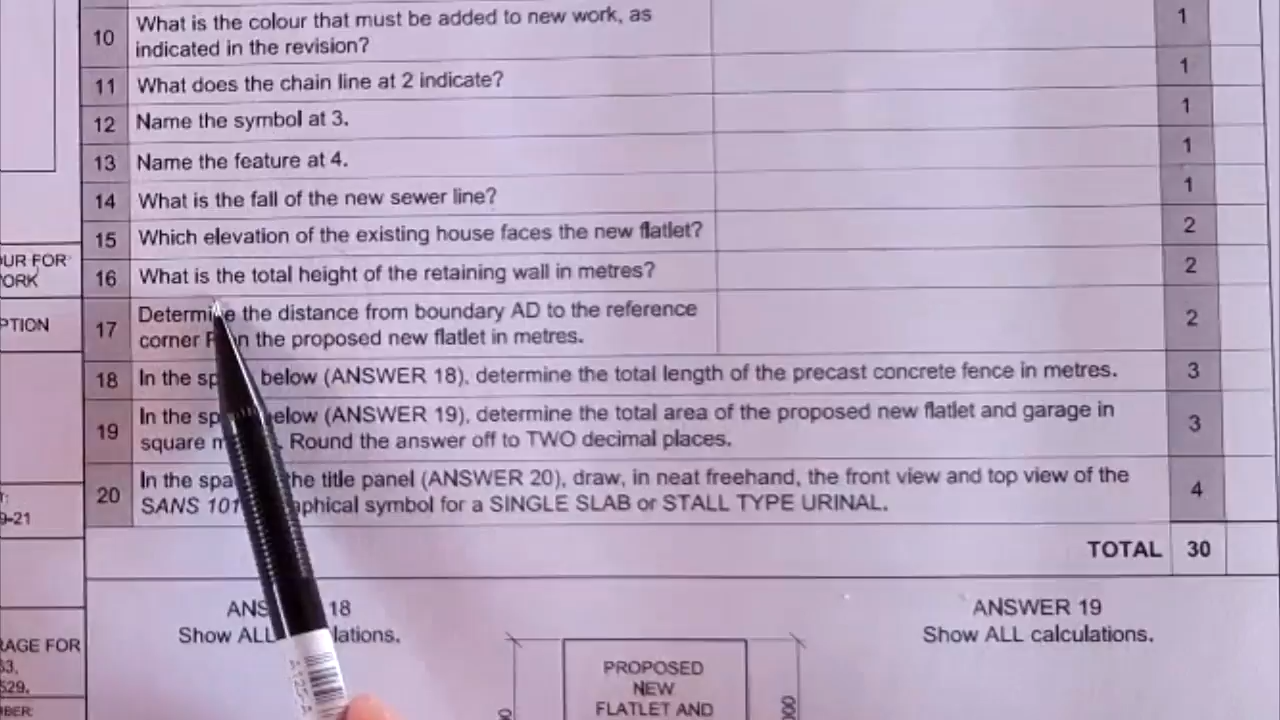 10 What is the colour that must be added to new work, as indicated in the revision? 1
11 What does the chain line at 2 indicate? 1
12 Name the symbol at 3. 1
13 Name the feature at 4. 1
14 What is the fall of the new sewer line? 1
15 Which elevation of the existing house faces the new flatlet? 2
16 What is the total height of the retaining wall in metres? 2
17 Determine the distance from boundary AD to the reference
corner on the proposed new flatlet in metres. 2
18 In the below (ANSWER 18), determine the total length of the precast concrete fence in metres. 3
19 In the below (ANSWER 19), determine the total area of the proposed new flatlet and garage in
square . Round the answer off to TWO decimal places. 3
20 In the the title panel (ANSWER 20), draw, in neat freehand, the front view and top view of the
SANS 101 graphical symbol for a SINGLE SLAB or STALL TYPE URINAL. 4
TOTAL 30
UR FOR
ORK
PTION
9-21
RAGE FOR
63,
529.
BER
18
Show ALL
ANSWER 19
Show ALL calculations.
PROPOSED
NEW
FLATLET AND